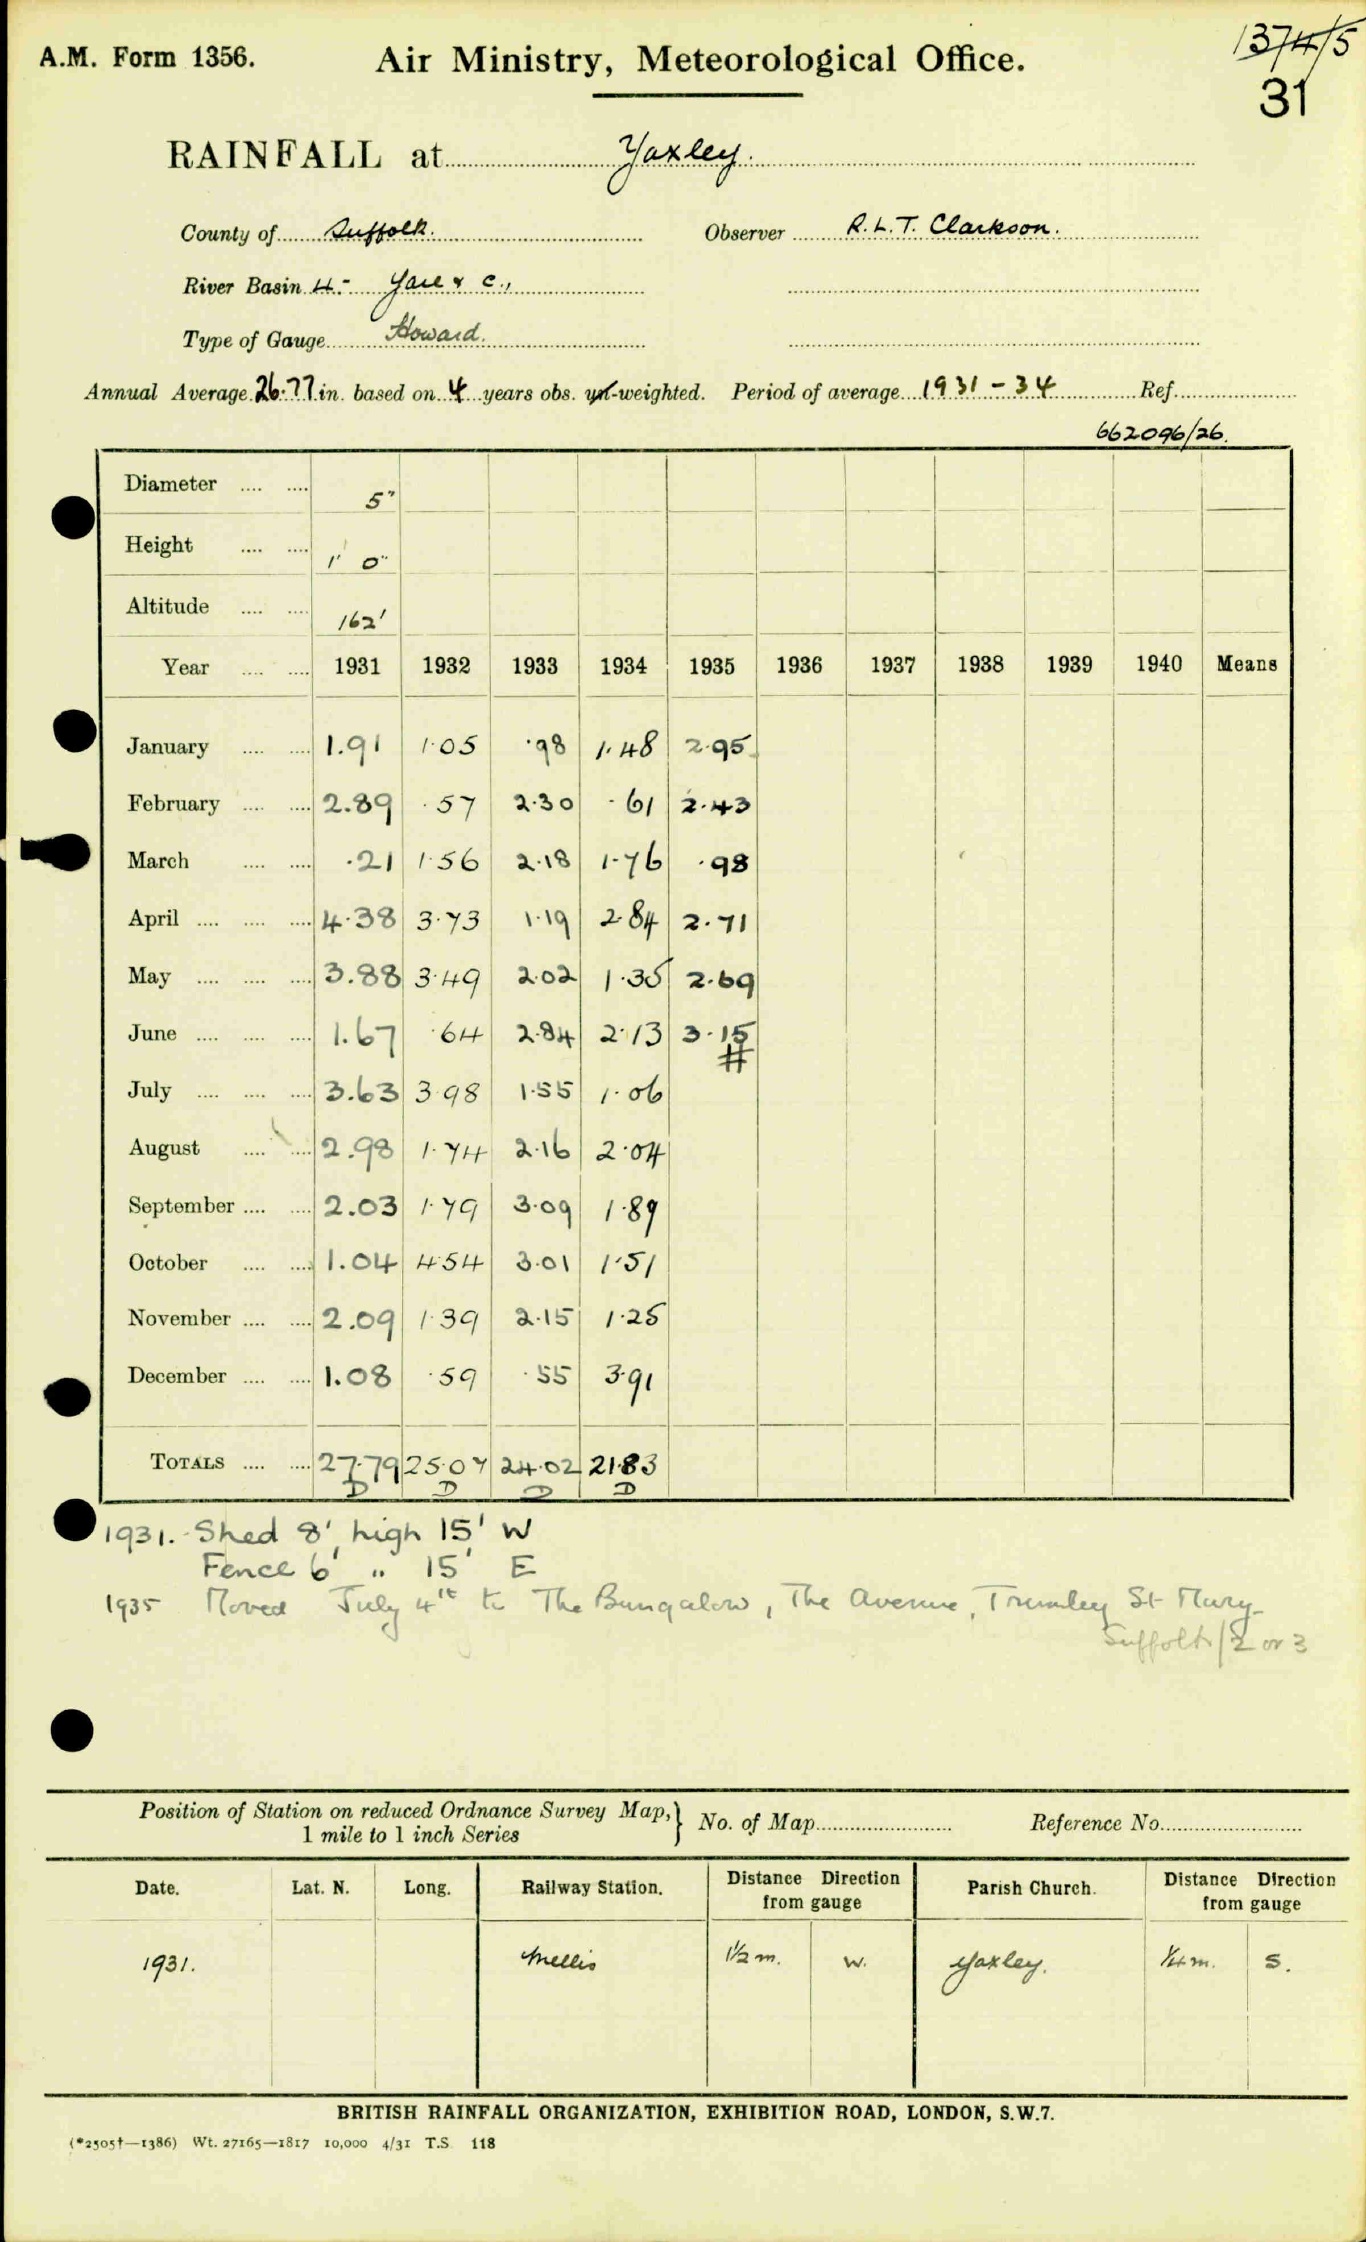 A.M. Form 1356.
Air Ministry, Meteorological Office.
1374/5
31
RAINFALL at Yaxley.
County of Suffolk. Observer R.L.T. Clarkson.
River Basin 4.- Yare & c.,
Type of Gauge Howard.
Annual Average 26.77 in. based on 4 years obs. un-weighted. Period of average 1931-34 Ref.
662096/26.
Diameter 5"
Height 1' 0"
Altitude 162'
Year 1931 1932 1933 1934 1935 1936 1937 1938 1939 1940 Means
January 1.91 1.05 .98 1.48 2.95
February 2.89 .57 2.30 .61 2.43
March .21 1.56 2.18 1.76 .98
April 4.38 3.73 1.19 2.84 2.71
May 3.88 3.49 2.02 1.35 2.69
June 1.67 .64 2.84 2.13 3.15
#
July 3.63 3.98 1.55 1.06
August 2.98 1.74 2.16 2.04
September 2.03 1.79 3.09 1.89
October 1.04 4.54 3.01 1.51
November 2.09 1.39 2.15 1.25
December 1.08 .59 .55 3.91
TOTALS 27.79 25.07 24.02 21.83
D D D D
1931. Shed 8' high 15' W
Fence 6' " 15' E
1935 Moved July 4th to The Bungalow, The Avenue, Trimley St Mary
Suffolk/2 or 3
Position of Station on reduced Ordnance Survey Map,} No. of Map Reference No.
1 mile to 1 inch Series
Date. Lat. N. Long. Railway Station. Distance Direction from gauge Parish Church. Distance Direction from gauge
1931. Mellis 1½ m. W. Yaxley. ¼ m. S.
BRITISH RAINFALL ORGANIZATION, EXHIBITION ROAD, LONDON, S.W.7.
(*2505†—1386) Wt. 27165—1817 10,000 4/31 T.S. 118